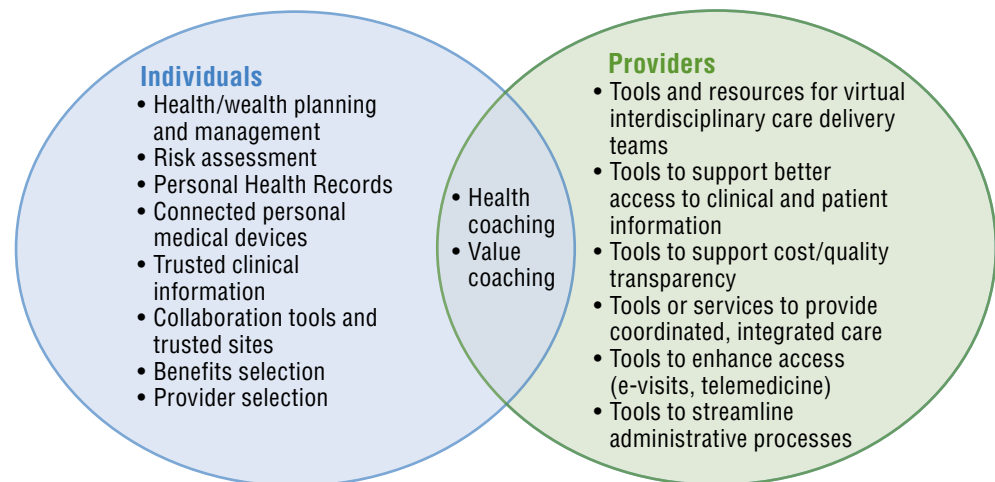 Individuals
• Health/wealth planning
and management
• Risk assessment
• Personal Health Records
• Connected personal
medical devices
• Trusted clinical
information
• Collaboration tools and
trusted sites
• Benefits selection
• Provider selection
• Health
coaching
• Value
coaching
Providers
• Tools and resources for virtual
interdisciplinary care delivery
teams
• Tools to support better
access to clinical and patient
information
• Tools to support cost/quality
transparency
• Tools or services to provide
coordinated, integrated care
• Tools to enhance access
(e-visits, telemedicine)
• Tools to streamline
administrative processes